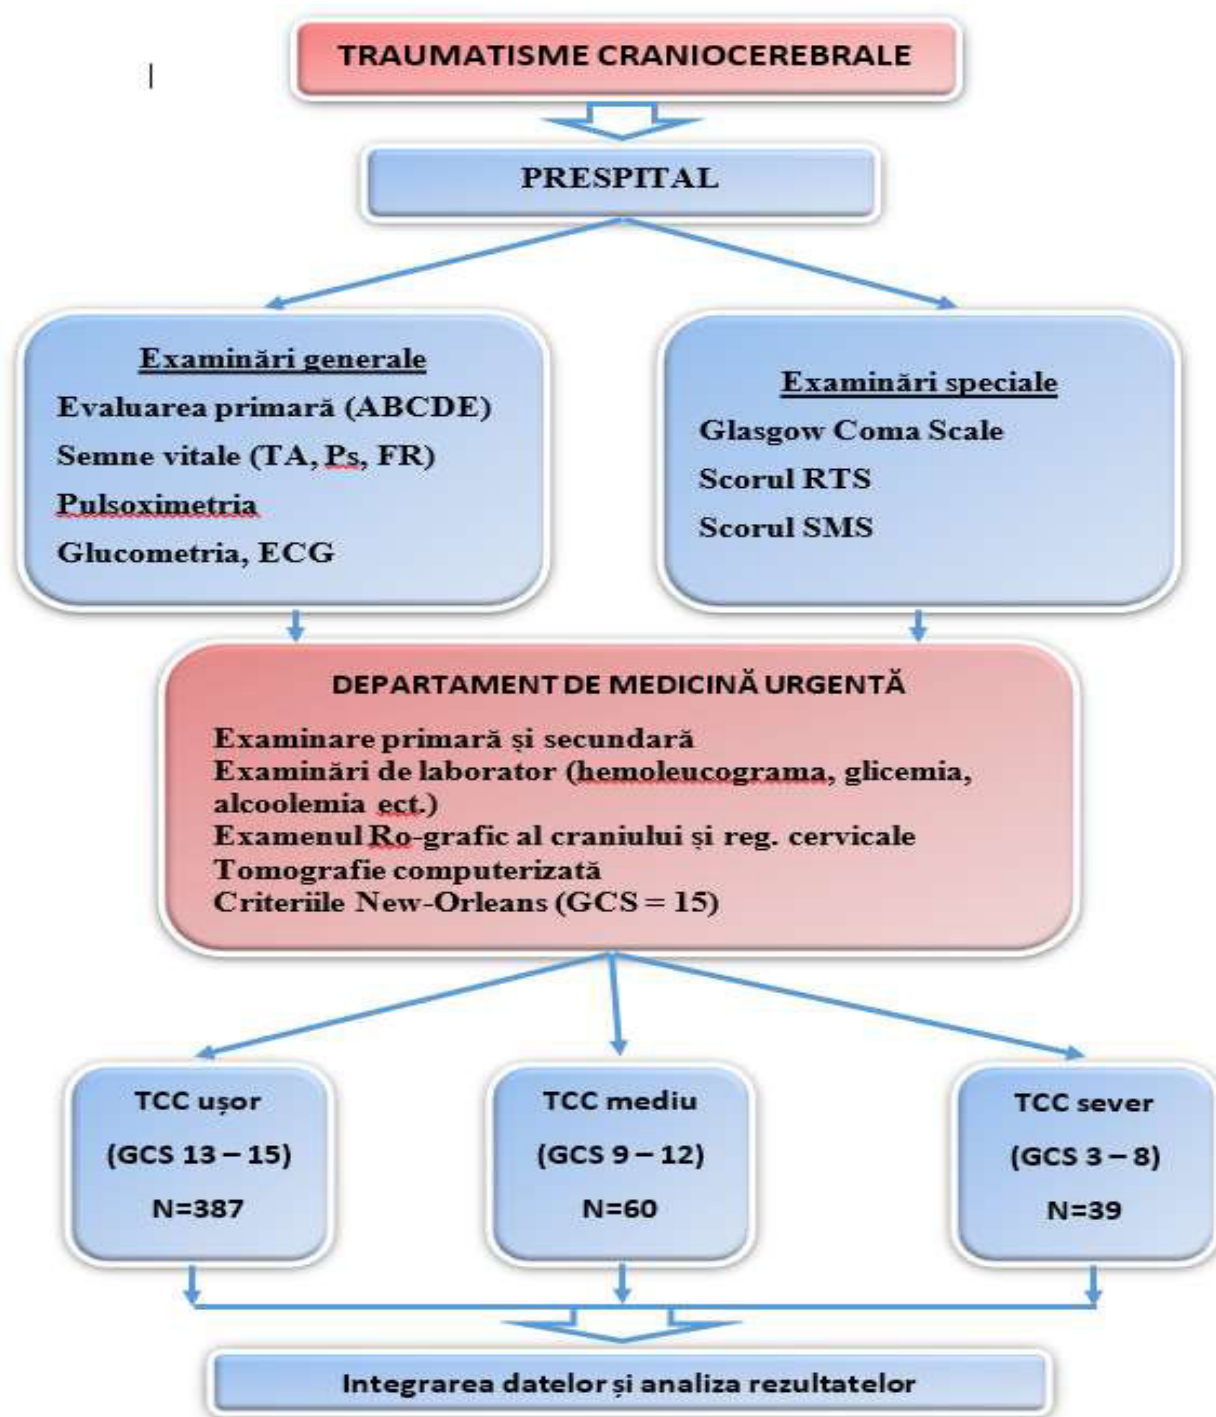 TRAUMATISME CRANIOCEREBRALE
PRESPITAL
Examinări generale
Evaluarea primară (ABCDE)
Semne vitale (TA, Ps, FR)
Pulsoximetria
Glucometria, ECG
Examinări speciale
Glasgow Coma Scale
Scorul RTS
Scorul SMS
DEPARTAMENT DE MEDICINĂ URGENTĂ
Examinare primară și secundară
Examinări de laborator (hemoleucograma, glicemia,
alcoolemia ect.)
Examenul Ro-grafic al craniului și reg. cervicale
Tomografie computerizată
Criteriile New-Orleans (GCS = 15)
TCC ușor
(GCS 13 – 15)
N=387
TCC mediu
(GCS 9 – 12)
N=60
TCC sever
(GCS 3 – 8)
N=39
Integrarea datelor și analiza rezultatelor